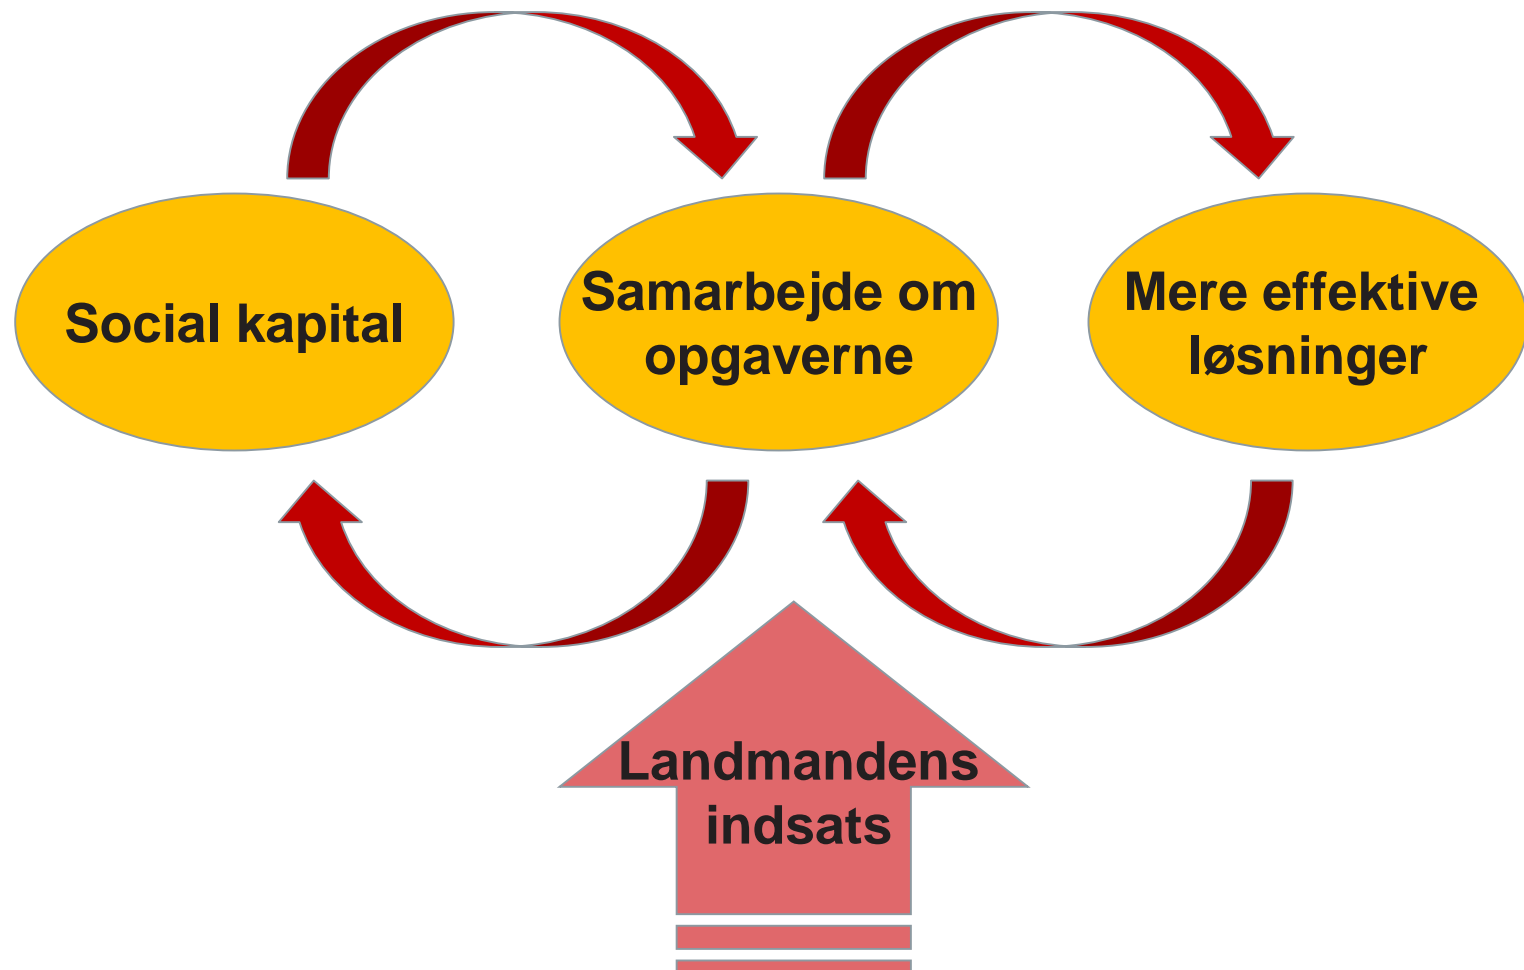 Social kapital
Samarbejde om
opgaverne
Mere effektive
løsninger
Landmandens
indsats